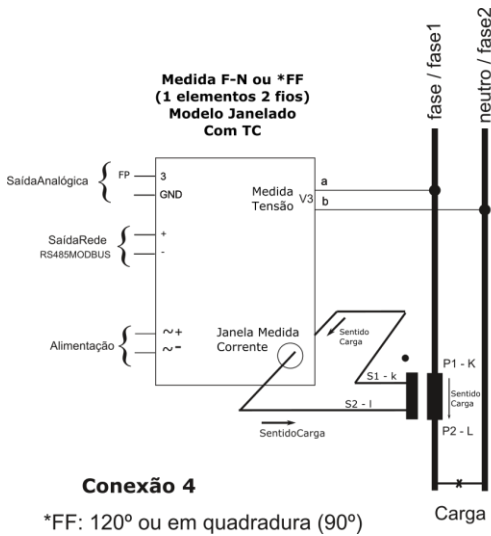 fase / fase1
neutro / fase2
Medida F-N ou *FF
(1 elementos 2 fios)
Modelo Janelado
Com TC
SaídaAnalógica
FP
3
GND
SaídaRede
RS485MODBUS
+
-
Alimentação
~+
~-
Medida
Tensão
V3
a
b
Janela Medida
Corrente
Sentido
Carga
S1 - k
S2 - l
SentidoCarga
P1 - K
Sentido
Carga
P2 - L
Carga
Conexão 4
*FF: 120º ou em quadradura (90º)